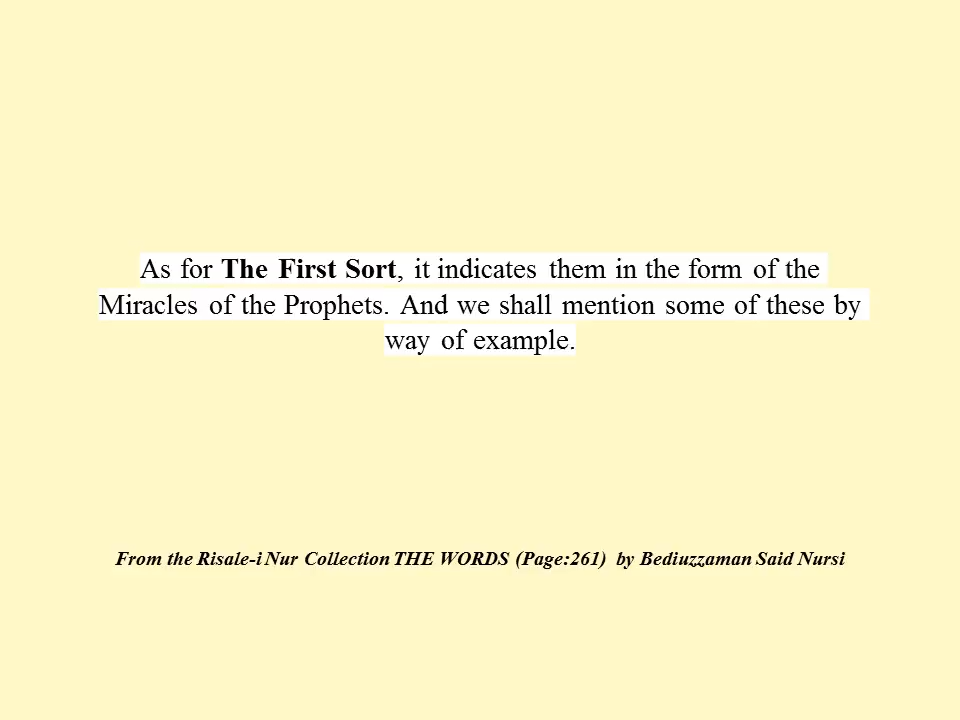 As for The First Sort, it indicates them in the form of the
Miracles of the Prophets. And we shall mention some of these by
way of example.
From the Risale-i Nur Collection THE WORDS (Page:261) by Bediuzzaman Said Nursi